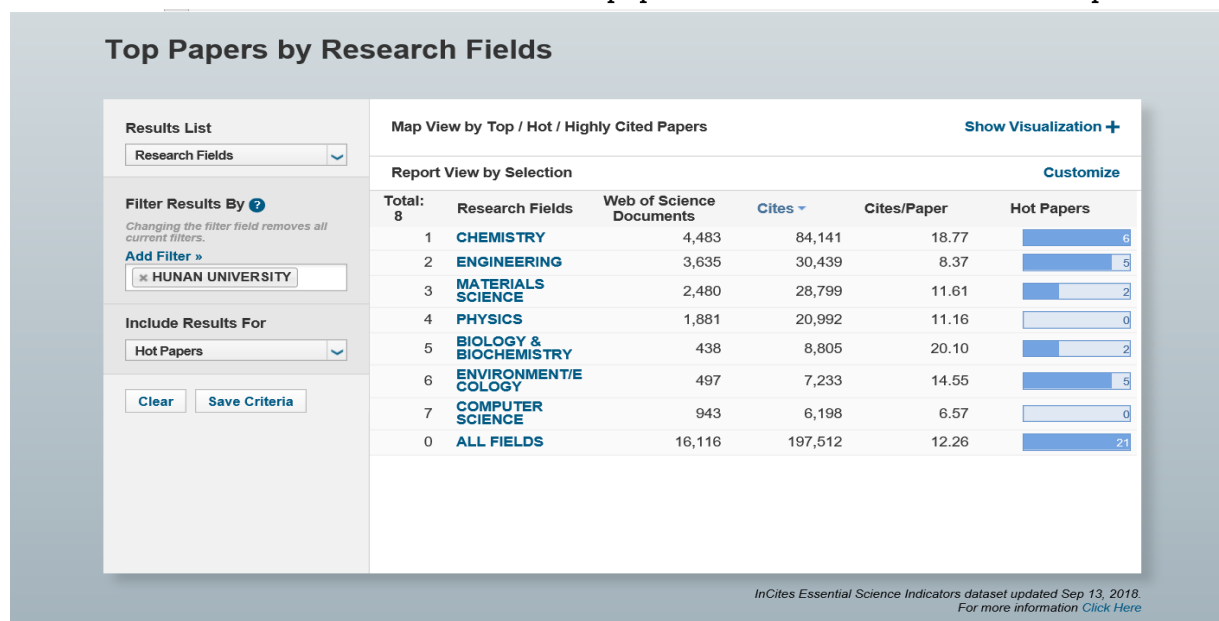 Top Papers by Research Fields
Results List
Research Fields
Filter Results By ?
Changing the filter field removes all
current filters.
Add Filter »
× HUNAN UNIVERSITY
Include Results For
Hot Papers
Clear Save Criteria
Map View by Top / Hot / Highly Cited Papers Show Visualization +
Report View by Selection Customize
Total: 8 Research Fields Web of Science Documents Cites Cites/Paper Hot Papers
1 CHEMISTRY 4,483 84,141 18.77 6
2 ENGINEERING 3,635 30,439 8.37 5
3 MATERIALS SCIENCE 2,480 28,799 11.61 2
4 PHYSICS 1,881 20,992 11.16 0
5 BIOLOGY & BIOCHEMISTRY 438 8,805 20.10 2
6 ENVIRONMENT/ECOLOGY 497 7,233 14.55 5
7 COMPUTER SCIENCE 943 6,198 6.57 0
0 ALL FIELDS 16,116 197,512 12.26 21
InCites Essential Science Indicators dataset updated Sep 13, 2018.
For more information Click Here